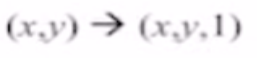 (x,y) → (x,y,1)